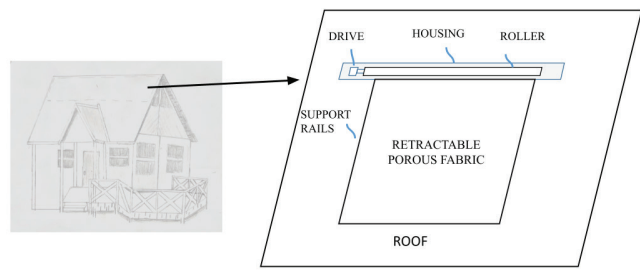 DRIVE
HOUSING
ROLLER
SUPPORT
RAILS
RETRACTABLE
POROUS FABRIC
ROOF